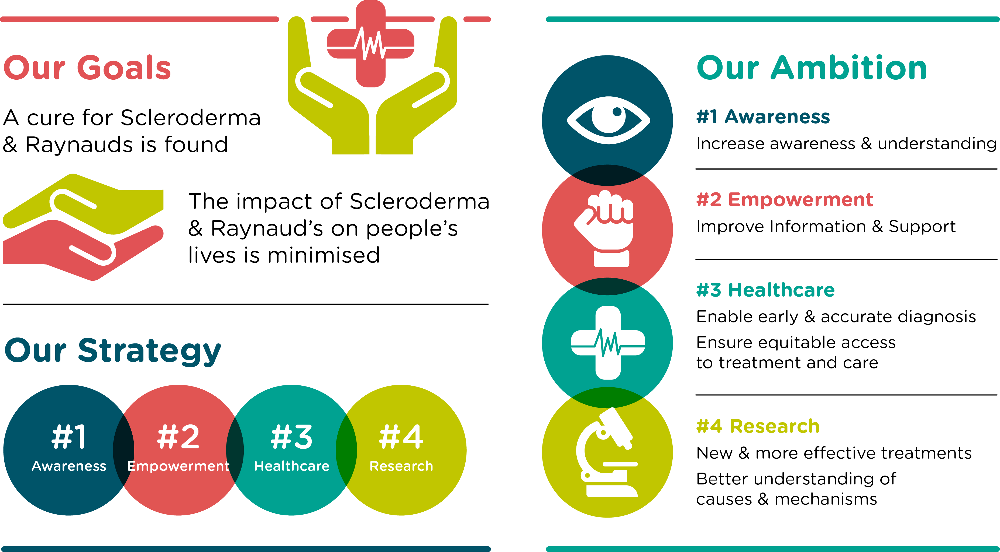 Our Goals
A cure for Scleroderma
& Raynauds is found
The impact of Scleroderma
& Raynaud’s on people’s
lives is minimised
Our Strategy
#1
Awareness
#2
Empowerment
#3
Healthcare
#4
Research
Our Ambition
#1 Awareness
Increase awareness & understanding
#2 Empowerment
Improve Information & Support
#3 Healthcare
Enable early & accurate diagnosis
Ensure equitable access
to treatment and care
#4 Research
New & more effective treatments
Better understanding of
causes & mechanisms